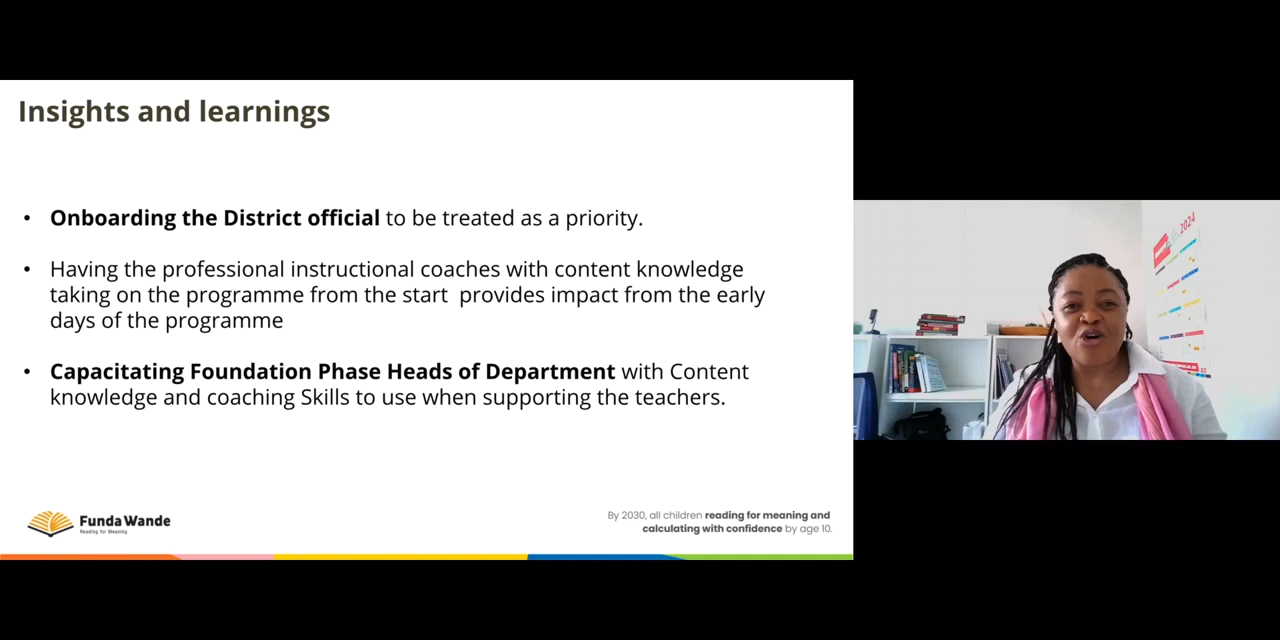 Insights and learnings
• Onboarding the District official to be treated as a priority.
• Having the professional instructional coaches with content knowledge
taking on the programme from the start  provides impact from the early
days of the programme
• Capacitating Foundation Phase Heads of Department with Content
knowledge and coaching Skills to use when supporting the teachers.
Funda Wande
Reading for Meaning
By 2030, all children reading for meaning and
calculating with confidence by age 10.
2024